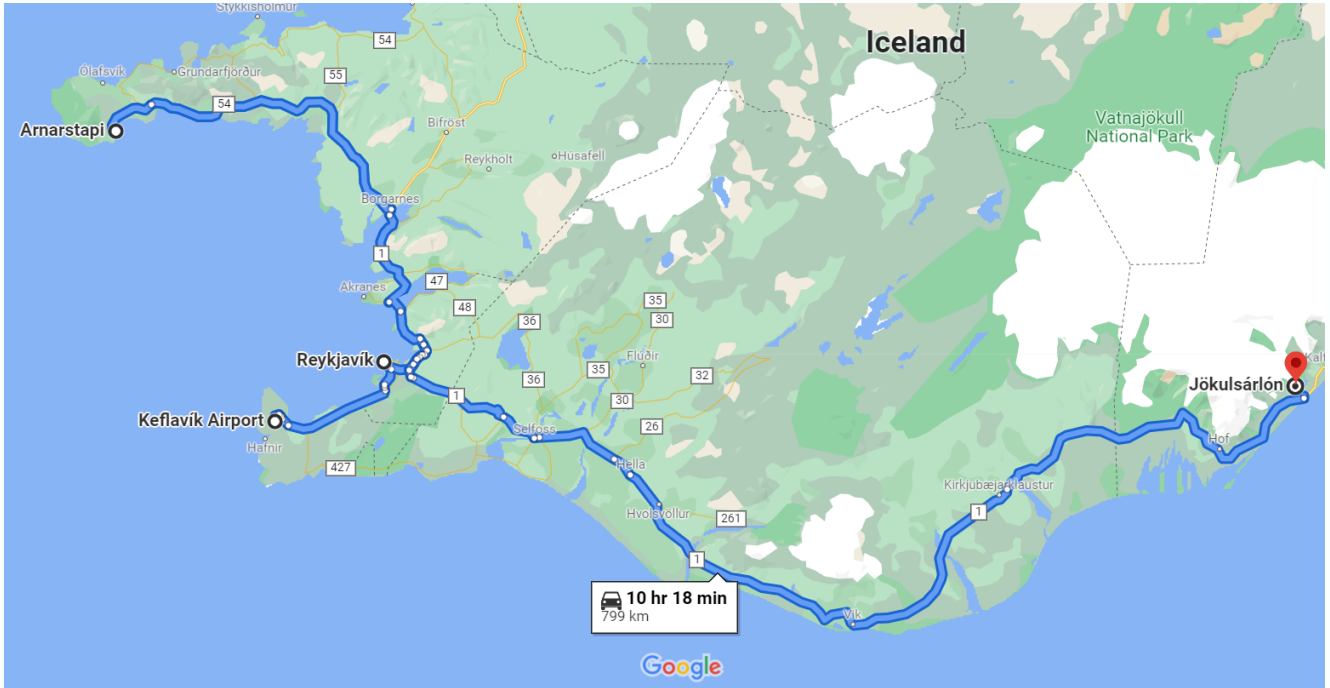 Stykkishólmur
54
Iceland
Ólafsvík
Grundarfjörður
55
54
Vatnajökull
National Park
Arnarstapi
Bifröst
Reykholt
Húsafell
Borgarnes
1
47
Akranes
48
35
30
36
Reykjavík
Flúðir
35
32
36
Kálf
Jökulsárlón
1
30
Keflavík Airport
26
Selfoss
Hafnir
Hof
427
Hella
Kirkjubæjarklaustur
Hvolsvöllur
261
1
1
10 hr 18 min
799 km
Vík
Google